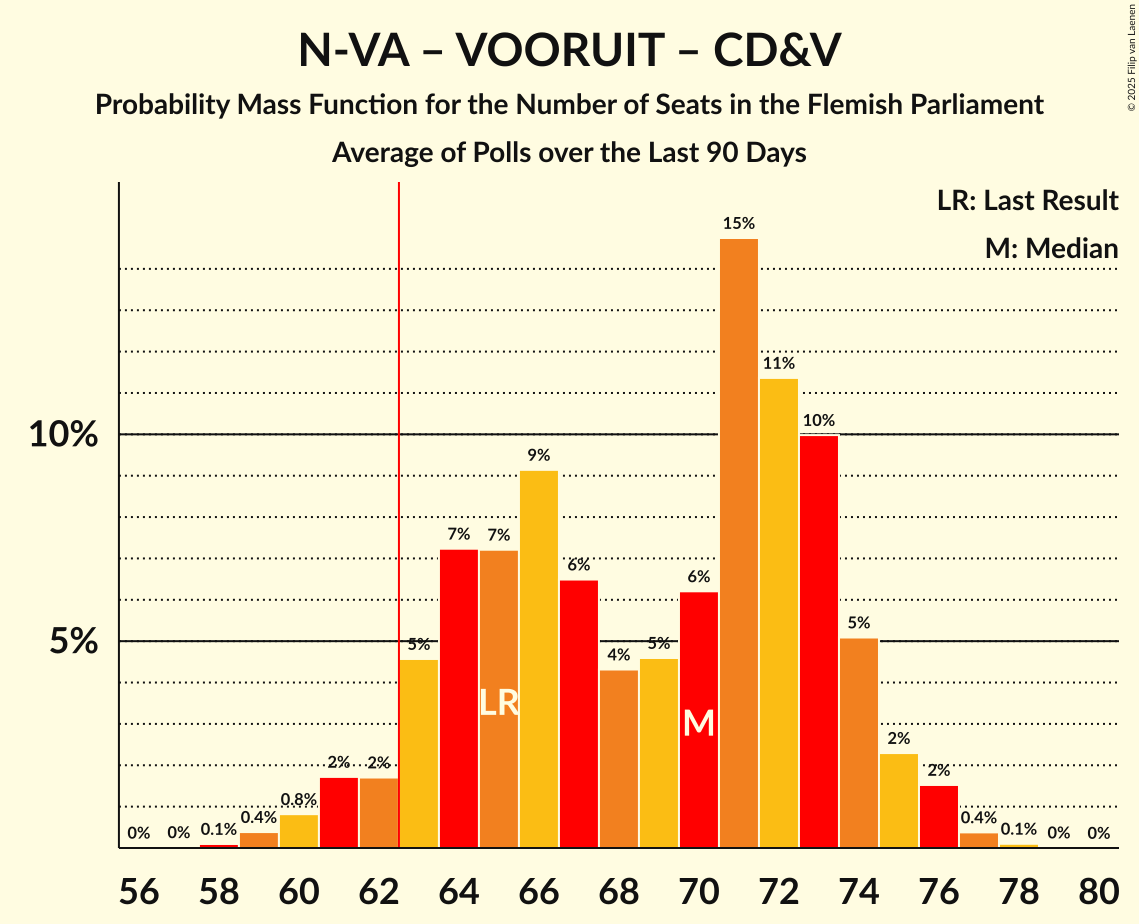 N-VA – VOORUIT – CD&V
Probability Mass Function for the Number of Seats in the Flemish Parliament
Average of Polls over the Last 90 Days
© 2025 Filip van Laenen
LR: Last Result
M: Median
15%
11%
10%
10%
9%
7% 7%
6% 6%
5%
5% 5% 4% 5%
LR M
2% 2% 2% 2%
0% 0% 0.1% 0.4% 0.8% 0.4% 0.1% 0% 0%
56 58 60 62 64 66 68 70 72 74 76 78 80